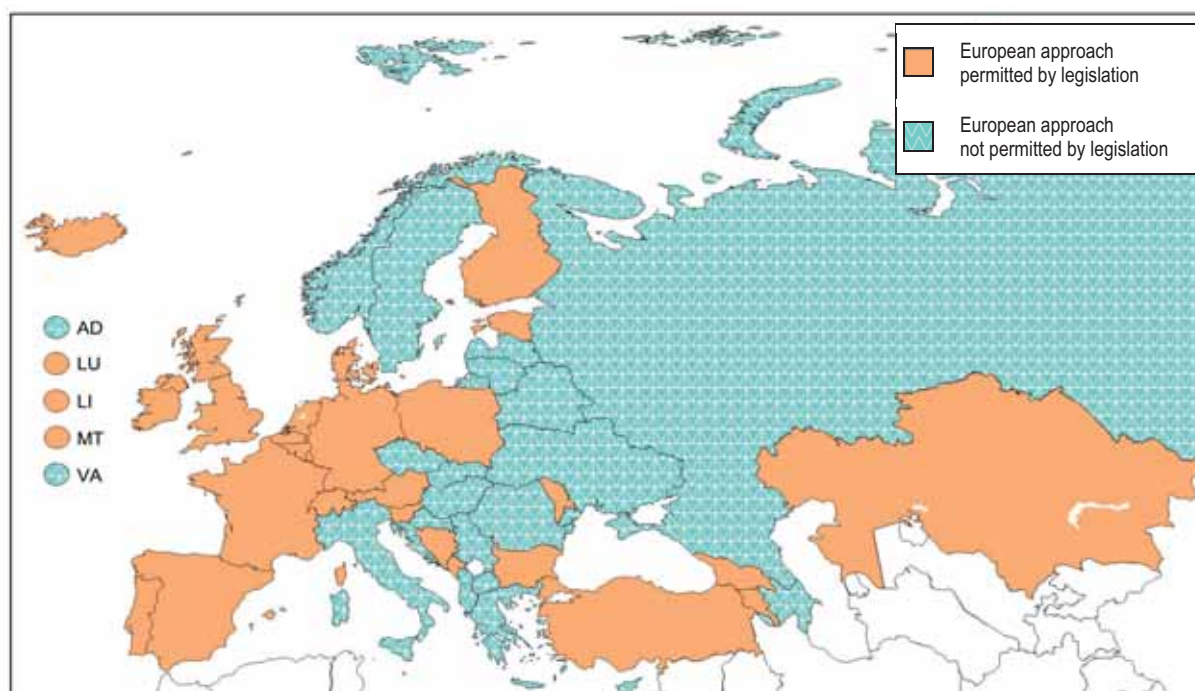 European approach
permitted by legislation
European approach
not permitted by legislation
AD
LU
LI
MT
VA